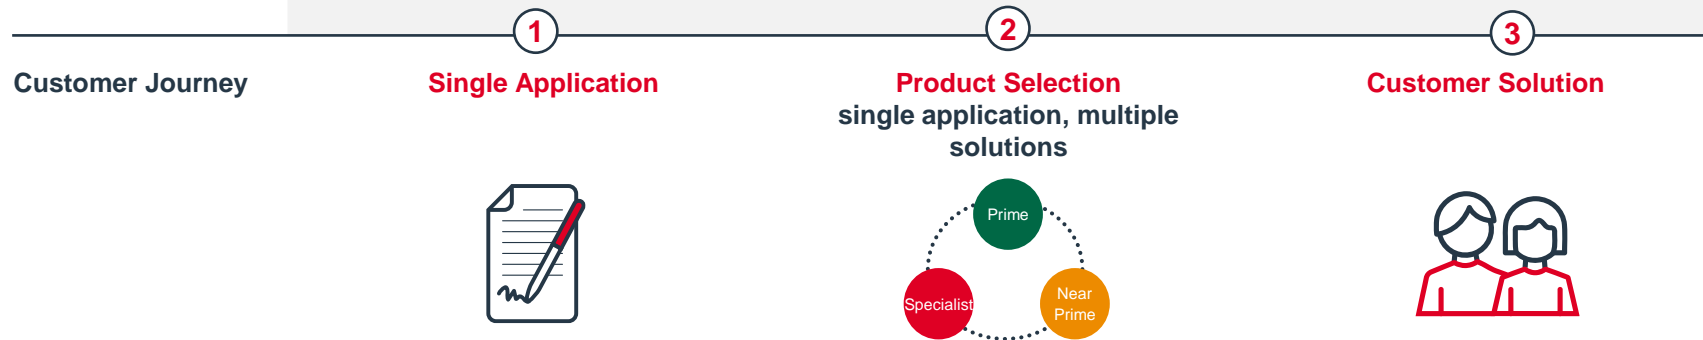 1
2
3
Customer Journey
Single Application
Product Selection
single application, multiple
solutions
Customer Solution
Prime
Specialist
Near
Prime